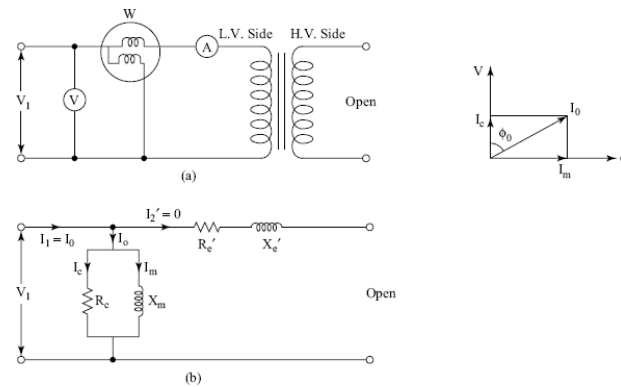 W
L.V. Side
H.V. Side
A
V
V1
Open
(a)
V
Ic
I0
ϕ0
Im
I2′ = 0
I1 = I0
Io
Re′
Xe′
Ic
Im
V1
Rc
Xm
Open
(b)